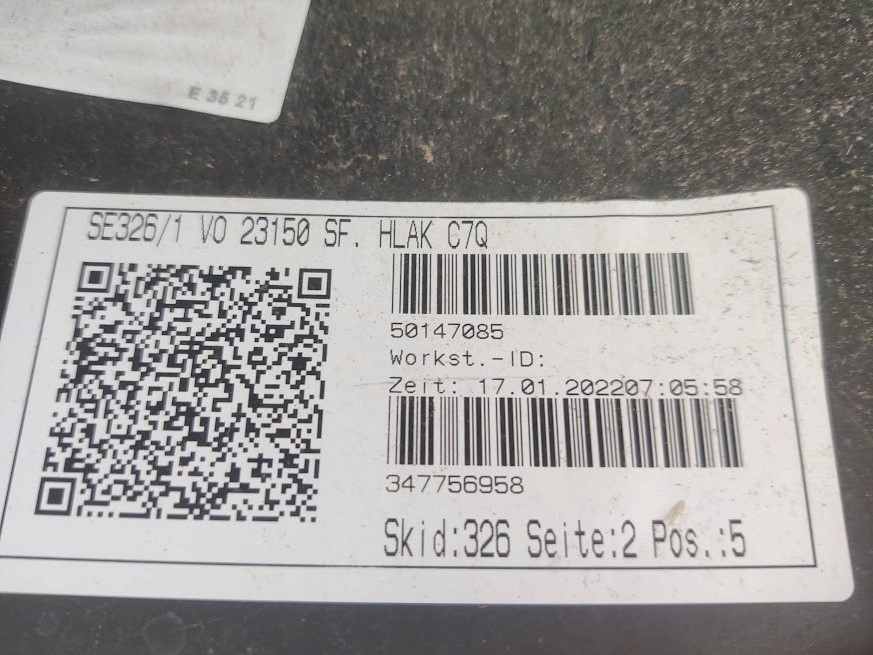 E 35 21
SE326/1 VO 23150 SF. HLAK C7Q
50147085
Workst.-ID:
Zeit: 17.01.202207:05:58
347756958
Skid:326 Seite:2 Pos.:5